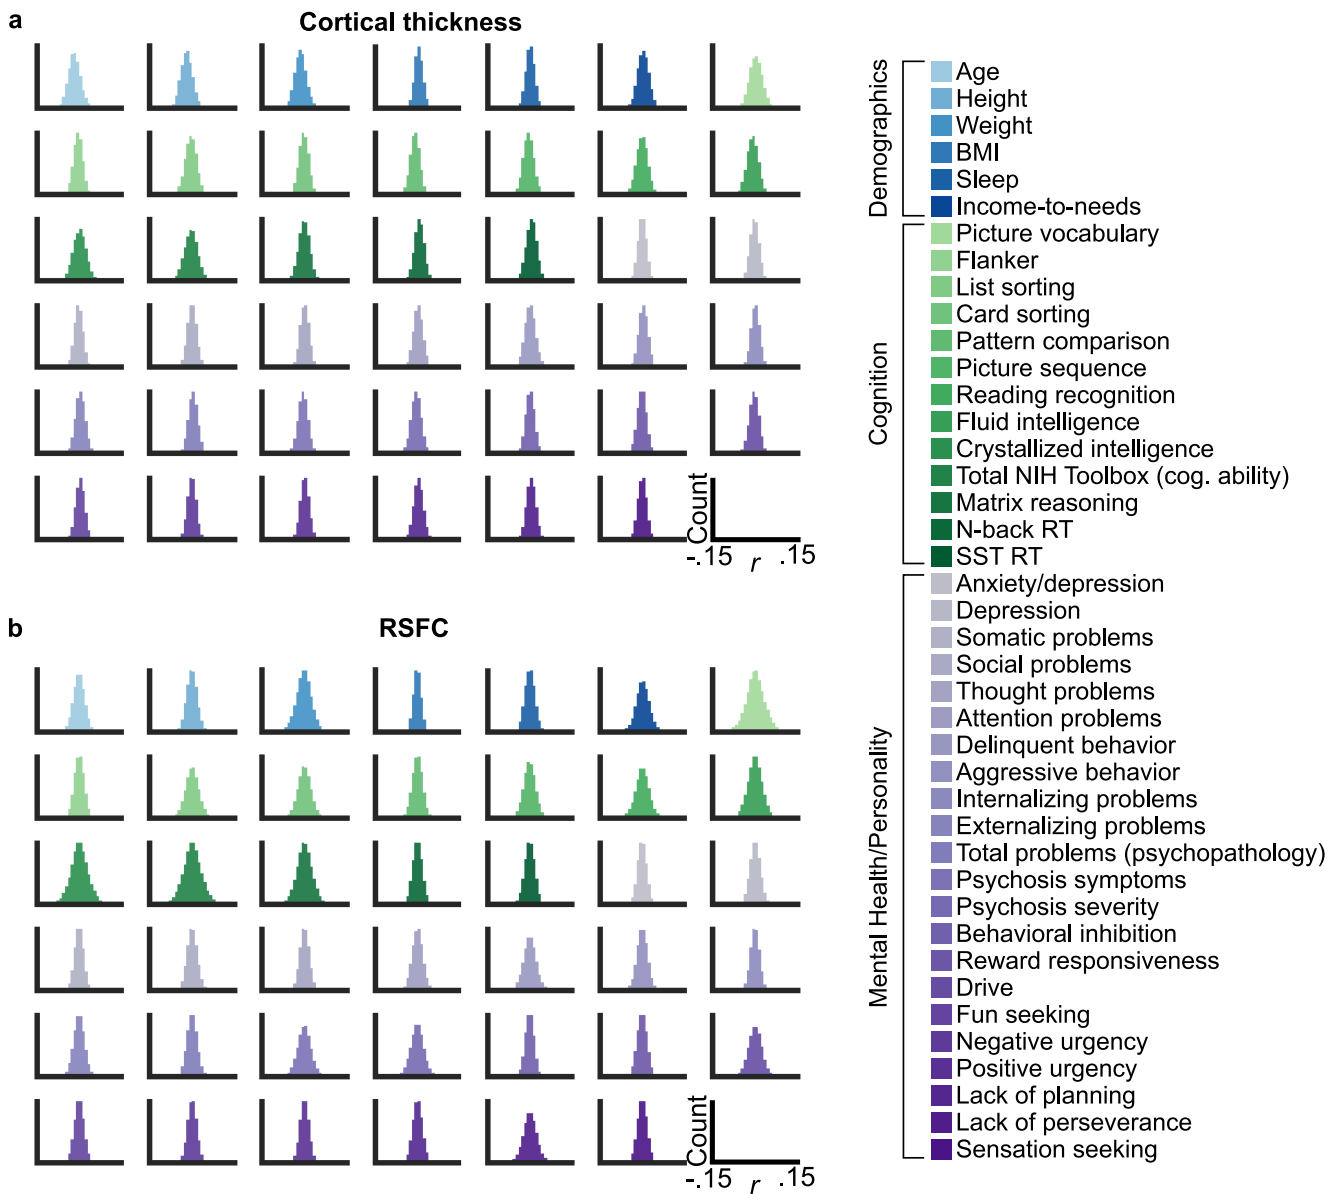 a
Cortical thickness
Count
-.15 r .15
b
RSFC
Count
-.15 r .15
Demographics
Age
Height
Weight
BMI
Sleep
Income-to-needs
Cognition
Picture vocabulary
Flanker
List sorting
Card sorting
Pattern comparison
Picture sequence
Reading recognition
Fluid intelligence
Crystallized intelligence
Total NIH Toolbox (cog. ability)
Matrix reasoning
N-back RT
SST RT
Mental Health/Personality
Anxiety/depression
Depression
Somatic problems
Social problems
Thought problems
Attention problems
Delinquent behavior
Aggressive behavior
Internalizing problems
Externalizing problems
Total problems (psychopathology)
Psychosis symptoms
Psychosis severity
Behavioral inhibition
Reward responsiveness
Drive
Fun seeking
Negative urgency
Positive urgency
Lack of planning
Lack of perseverance
Sensation seeking